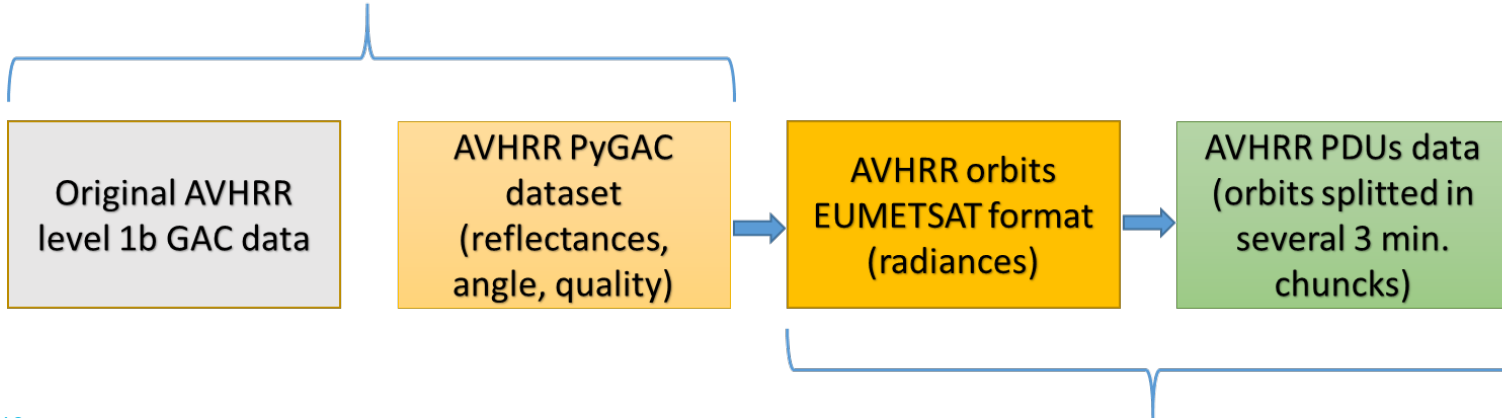 Original AVHRR
level 1b GAC data
AVHRR PyGAC
dataset
(reflectances,
angle, quality)
AVHRR orbits
EUMETSAT format
(radiances)
AVHRR PDUs data
(orbits splitted in
several 3 min.
chuncks)